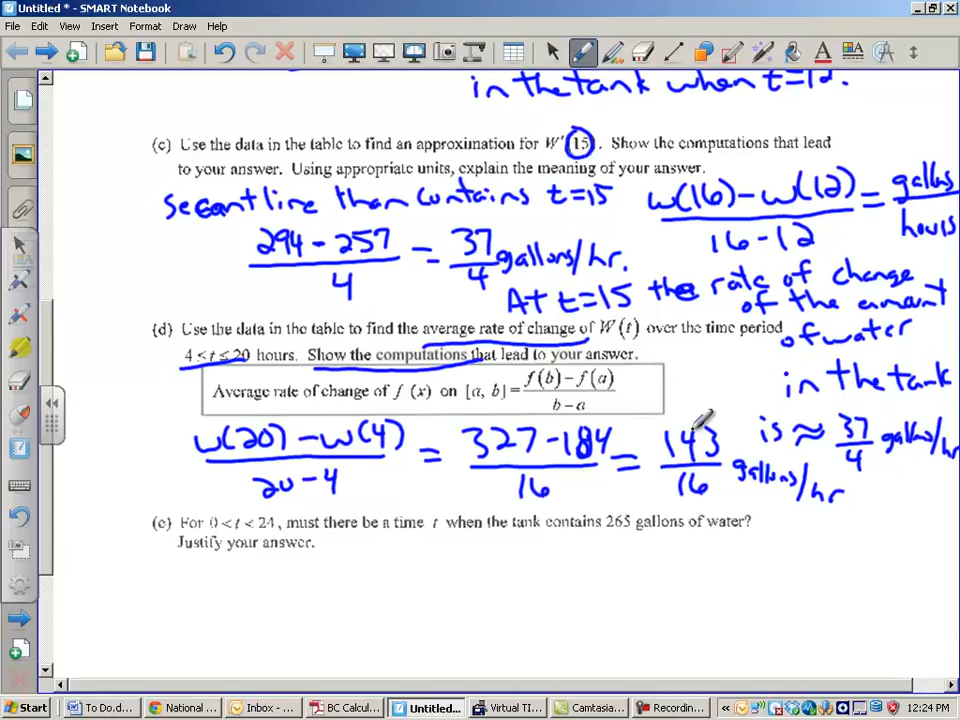 Untitled * - SMART Notebook
File Edit View Insert Format Draw Help
in the tank when t=12.
(c) Use the data in the table to find an approximation for W'(15). Show the computations that lead
to your answer. Using appropriate units, explain the meaning of your answer.
secant line than contains t=15
w(16)-w(12) / 16-12 = gallons / hours
294-257 / 4 = 37/4 gallons/hr.
At t=15 the rate of change
of the amount
(d) Use the data in the table to find the average rate of change of W(t) over the time period
of water
4 < t ≤ 20 hours. Show the computations that lead to your answer.
in the tank
Average rate of change of f (x) on [a, b] = f(b)-f(a) / b-a
is ≈ 37/4 gallons/hr
w(20)-w(4) / 20-4 = 327-184 / 16 = 143/16 gallons/hr
(e) For 0 < t < 24, must there be a time t when the tank contains 265 gallons of water?
Justify your answer.
Start To Do.d... National ... Inbox - ... BC Calcu... Untitled... Virtual TI... Camtasia... Recording... 12:24 PM